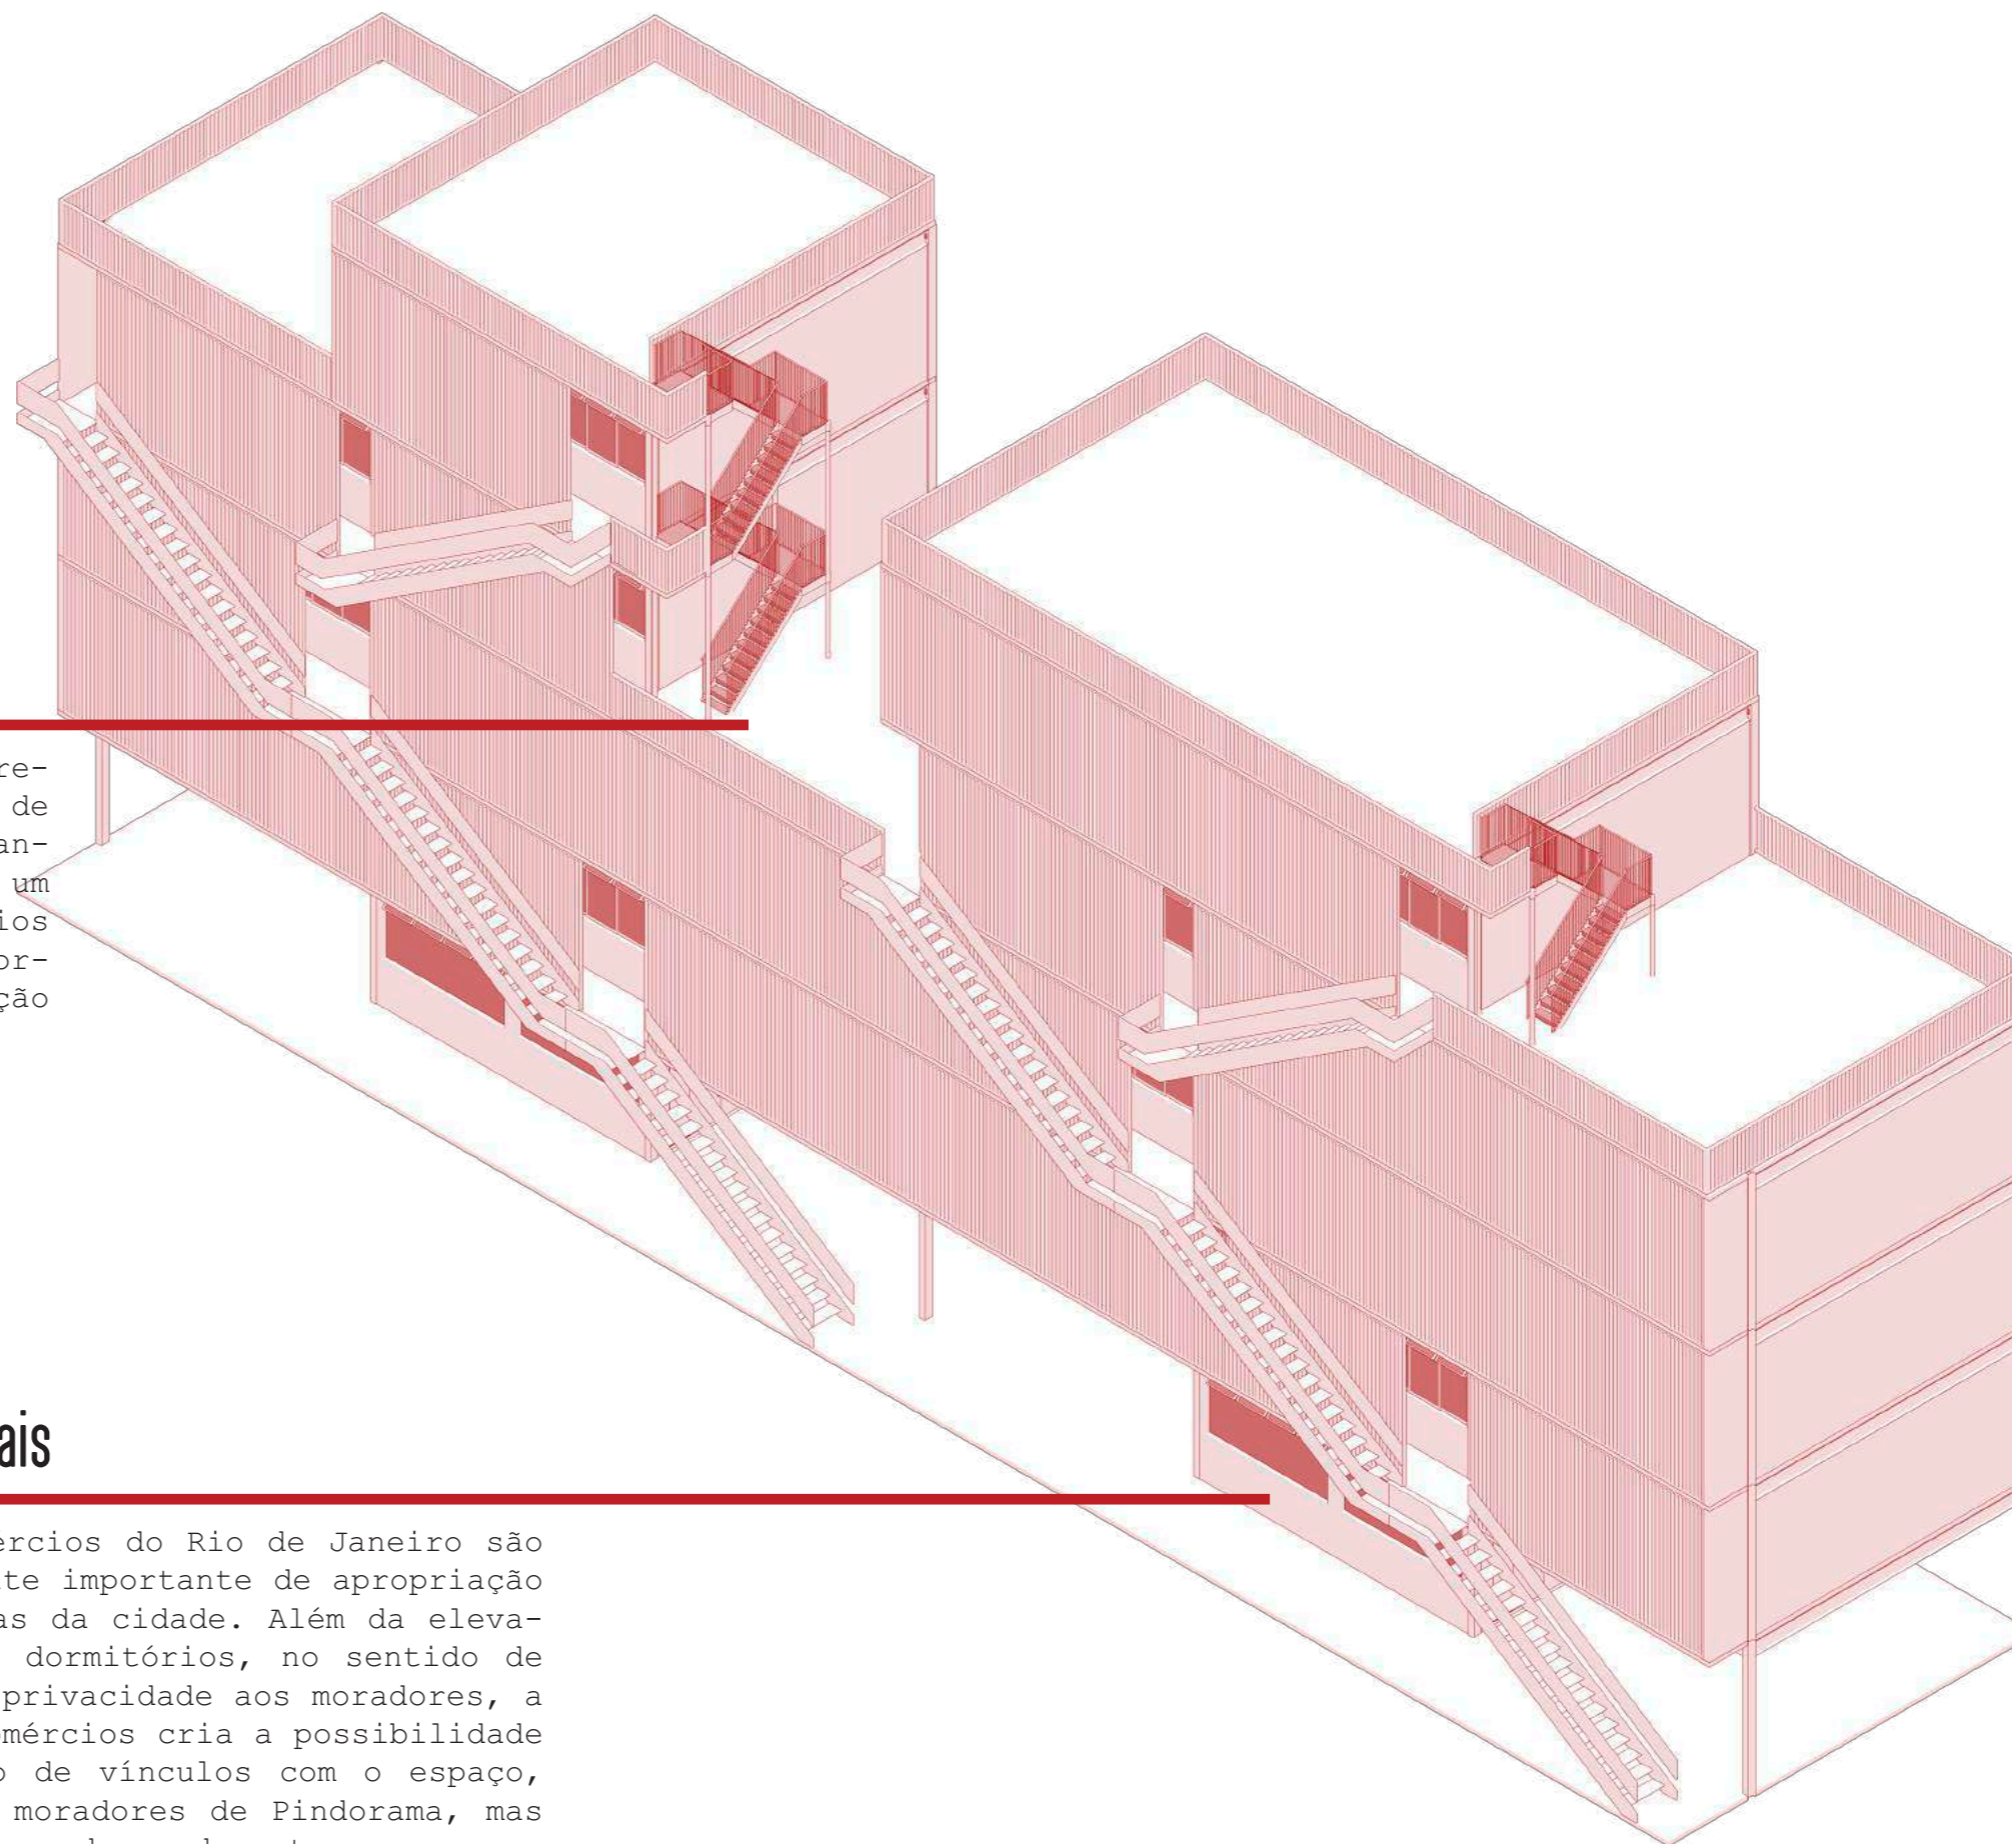 re-
de
an-
um
ios
or-
ção
ais
ercios do Rio de Janeiro são
te importante de apropriação
as da cidade. Além da eleva-
dormitórios, no sentido de
privacidade aos moradores, a
omércios cria a possibilidade
o de vínculos com o espaço,
moradores de Pindorama, mas